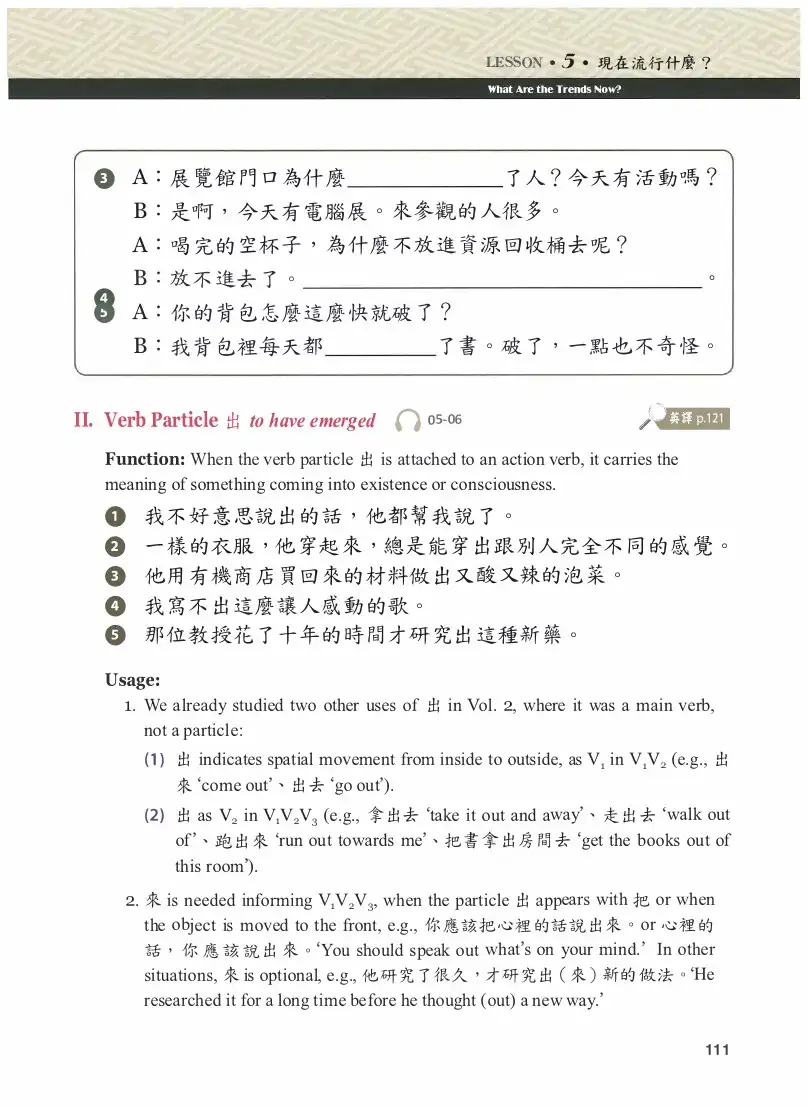 LESSON • 5 • 現在流行什麼？
What Are the Trends Now?
3 A：展覽館門口為什麼______________了人？今天有活動嗎？
B：是啊，今天有電腦展。來參觀的人很多。
A：喝完的空杯子，為什麼不放進資源回收桶去呢？
B：放不進去了。____________________________________。
4
5 A：你的背包怎麼這麼快就破了？
B：我背包裡每天都__________了書。破了，一點也不奇怪。
II. Verb Particle 出 to have emerged 05-06 英譯 p.121
Function: When the verb particle 出 is attached to an action verb, it carries the
meaning of something coming into existence or consciousness.
1 我不好意思說出的話，他都幫我說了。
2 一樣的衣服，他穿起來，總是能穿出跟別人完全不同的感覺。
3 他用有機商店買回來的材料做出又酸又辣的泡菜。
4 我寫不出這麼讓人感動的歌。
5 那位教授花了十年的時間才研究出這種新藥。
Usage:
1. We already studied two other uses of 出 in Vol. 2, where it was a main verb,
not a particle:
(1) 出 indicates spatial movement from inside to outside, as V₁ in V₁V₂ (e.g., 出
來 ‘come out’、出去 ‘go out’).
(2) 出 as V₂ in V₁V₂V₃ (e.g., 拿出去 ‘take it out and away’、走出去 ‘walk out
of’、跑出來 ‘run out towards me’、把書拿出房間去 ‘get the books out of
this room’).
2. 來 is needed informing V₁V₂V₃, when the particle 出 appears with 把 or when
the object is moved to the front, e.g., 你應該把心裡的話說出來。or 心裡的
話，你應該說出來。‘You should speak out what’s on your mind.’ In other
situations, 來 is optional, e.g., 他研究了很久，才研究出（來）新的做法。‘He
researched it for a long time before he thought (out) a new way.’
111